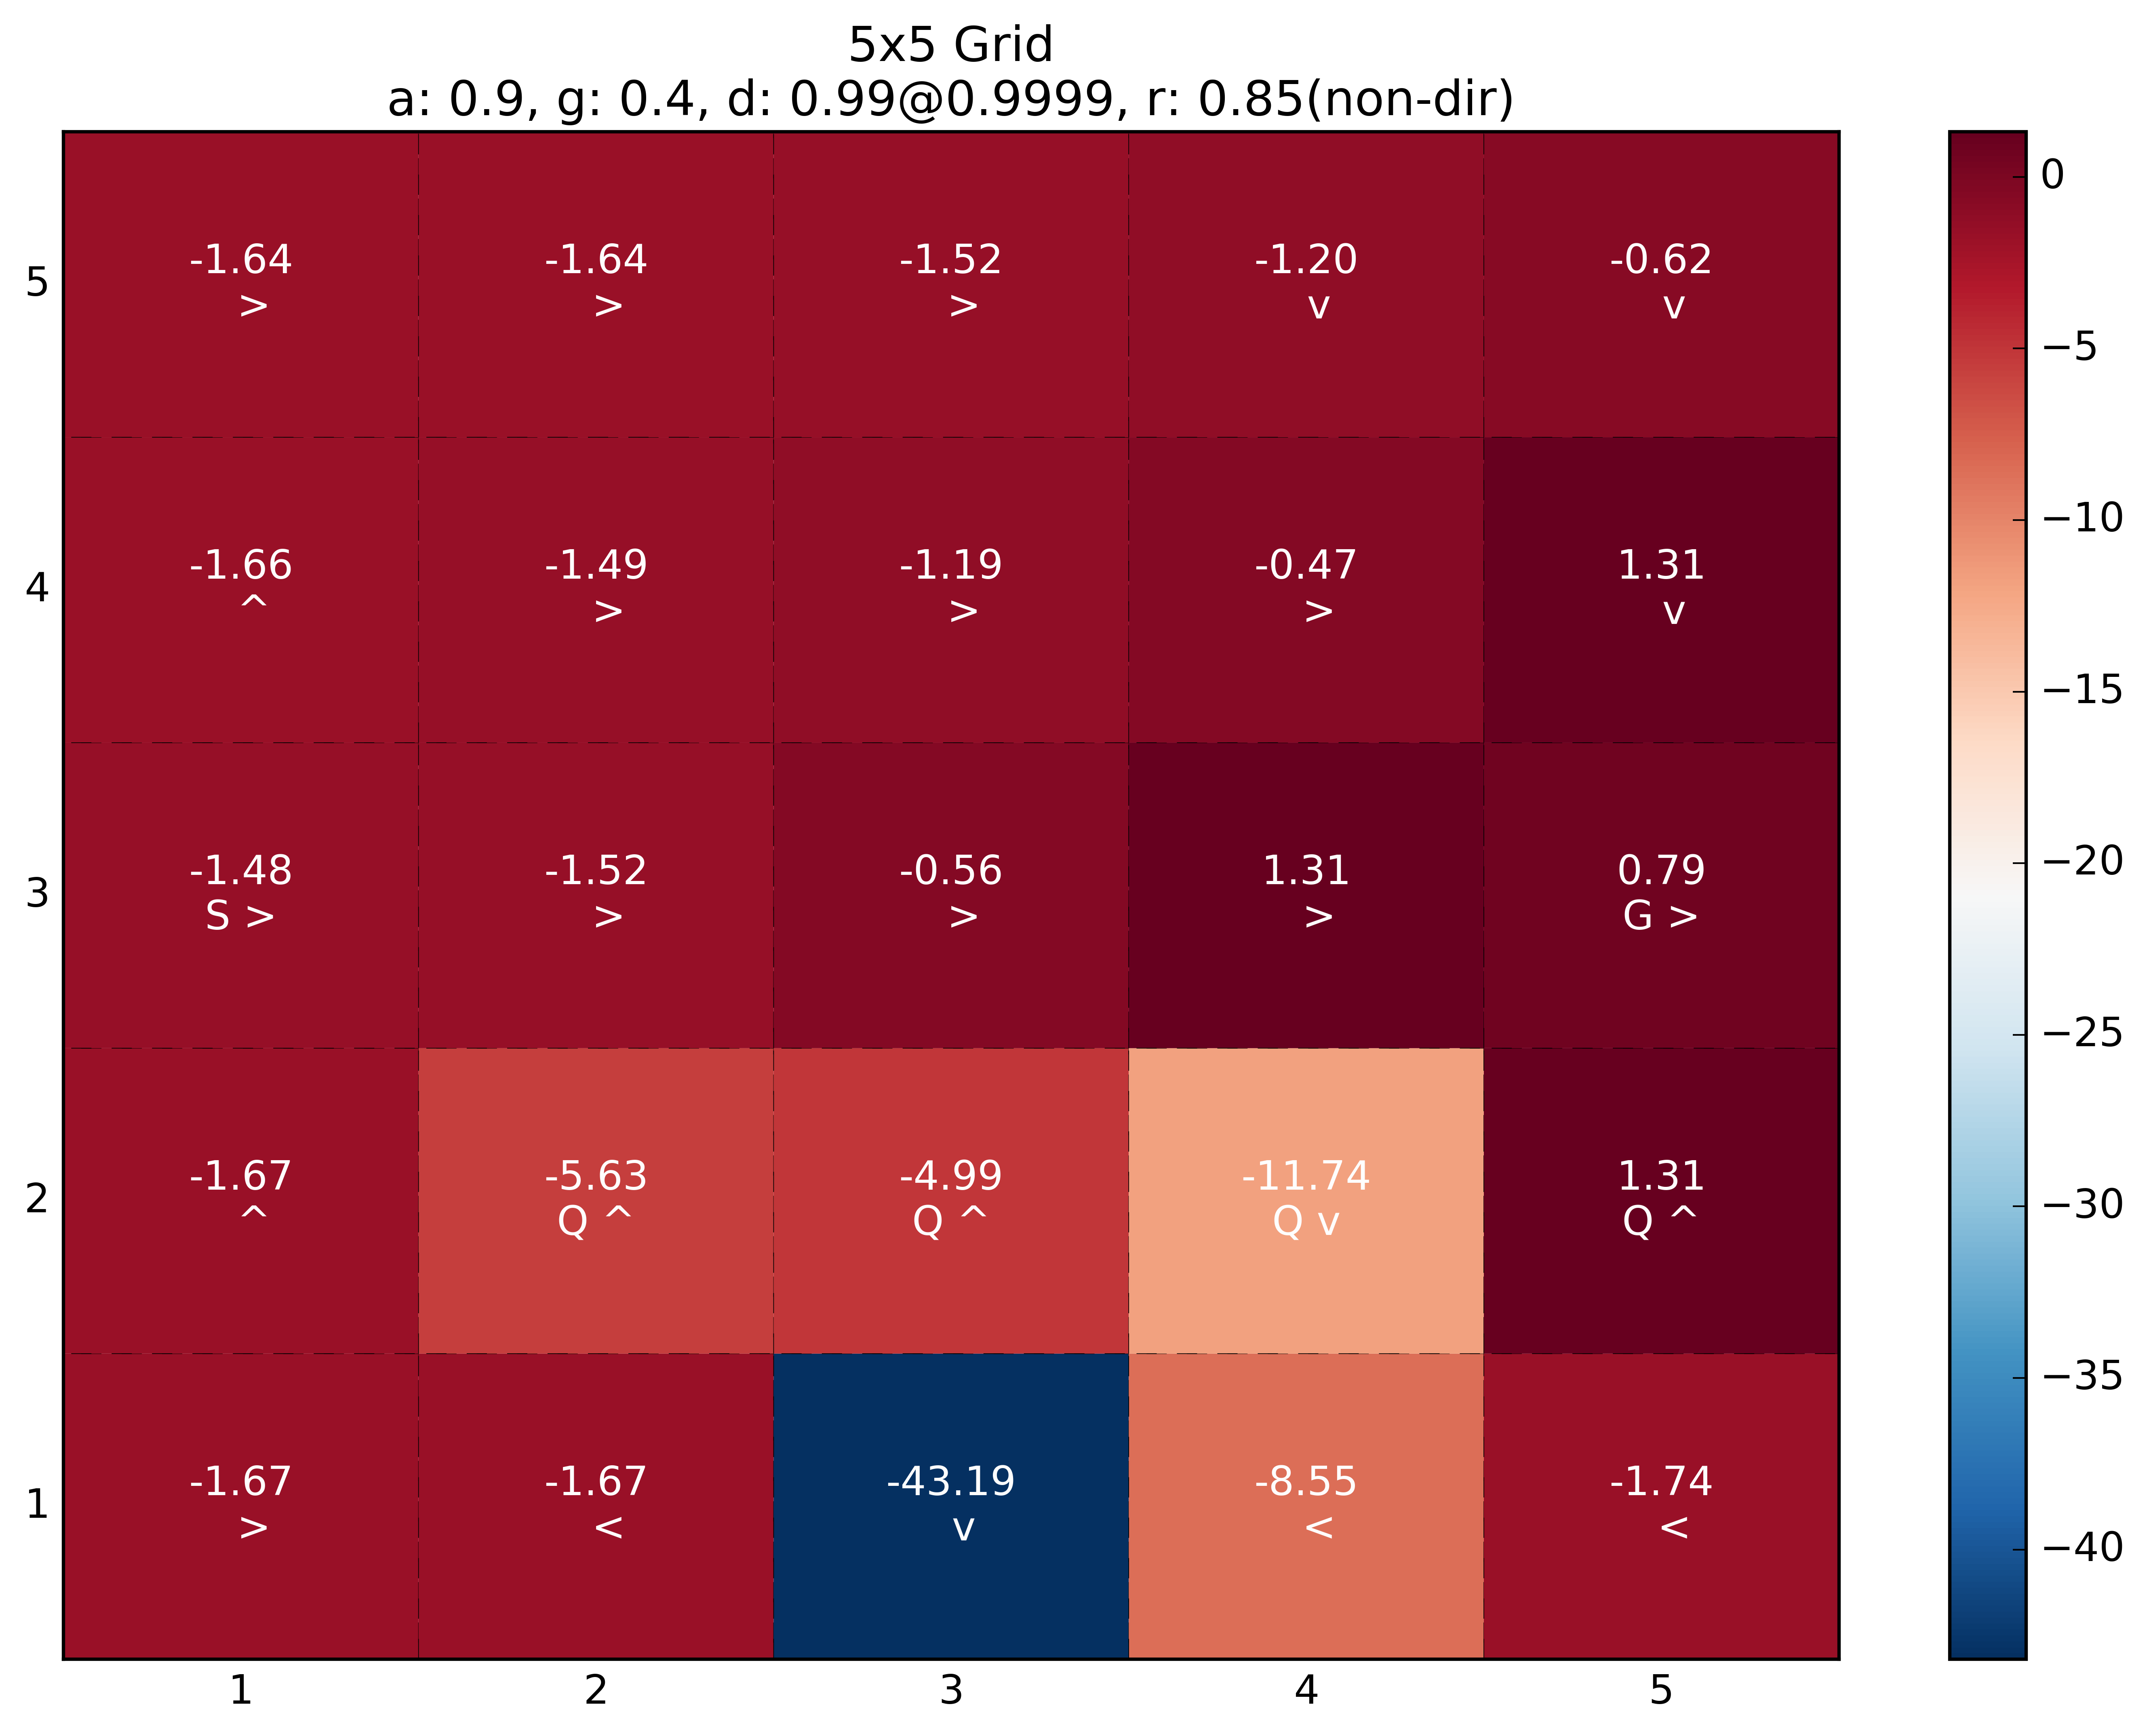 5x5 Grid
a: 0.9, g: 0.4, d: 0.99@0.9999, r: 0.85(non-dir)
5 -1.64 -1.64 -1.52 -1.20 -0.62
> > > v v
4 -1.66 -1.49 -1.19 -0.47 1.31
^ > > > v
3 -1.48 -1.52 -0.56 1.31 0.79
S > > > > G >
2 -1.67 -5.63 -4.99 -11.74 1.31
^ Q ^ Q ^ Q v Q ^
1 -1.67 -1.67 -43.19 -8.55 -1.74
> < v < <
1 2 3 4 5
0
−5
−10
−15
−20
−25
−30
−35
−40